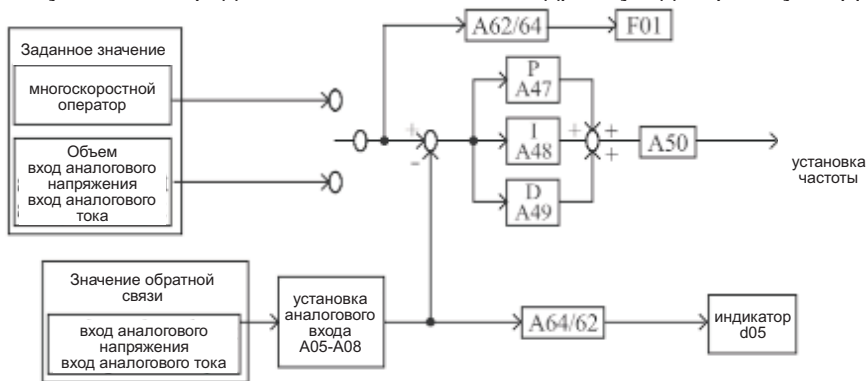 A62/64
F01
Заданное значение
многоскоростной
оператор
P
A47
Объем
вход аналогового
напряжения
вход аналогового
тока
+
-
I
A48
+
+
+
A50
установка
частоты
D
A49
Значение обратной
связи
вход аналогового
напряжения
вход аналогового тока
установка
аналогового
входа
A05-A08
A64/62
индикатор
d05